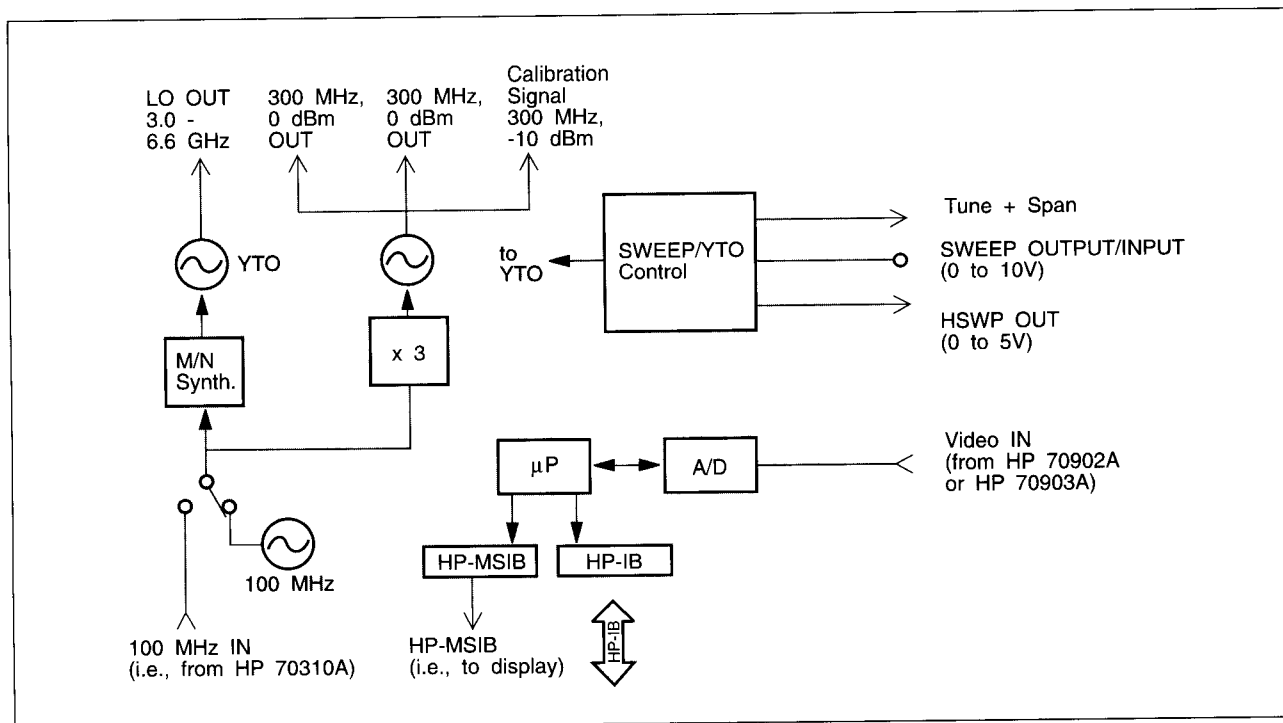 LO OUT
3.0 -
6.6 GHz
300 MHz,
0 dBm
OUT
300 MHz,
0 dBm
OUT
Calibration
Signal
300 MHz,
-10 dBm
YTO
M/N
Synth.
x 3
to
YTO
SWEEP/YTO
Control
Tune + Span
SWEEP OUTPUT/INPUT
(0 to 10V)
HSWP OUT
(0 to 5V)
100 MHz
100 MHz IN
(i.e., from HP 70310A)
μP
A/D
Video IN
(from HP 70902A
or HP 70903A)
HP-MSIB
HP-IB
HP-MSIB
(i.e., to display)
HP-IB